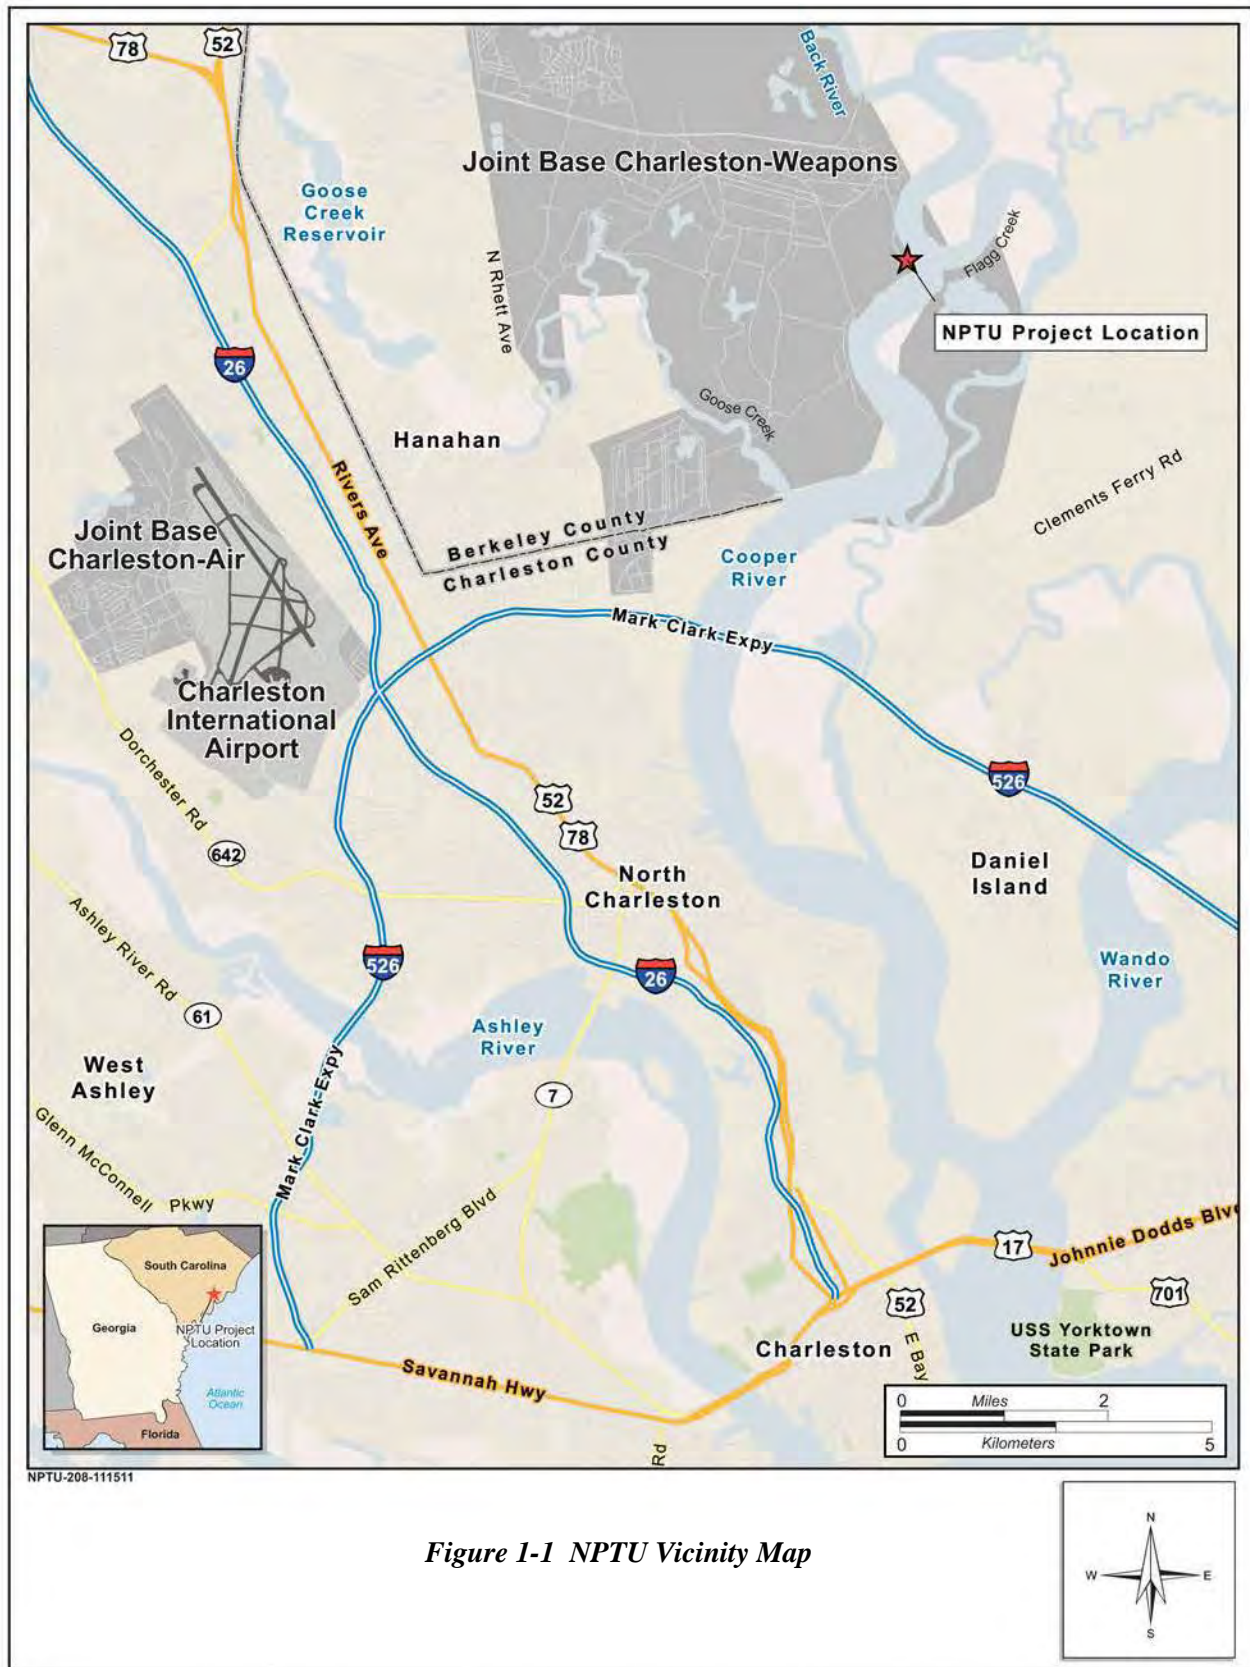 78
52
Back River
Joint Base Charleston-Weapons
Goose
Creek
Reservoir
N Rhett Ave
Flagg Creek
NPTU Project Location
26
Goose Creek
Hanahan
Rivers Ave
Clements Ferry Rd
Joint Base
Charleston-Air
Berkeley County
Charleston County
Cooper
River
Mark Clark Expy
Charleston
International
Airport
Dorchester Rd
526
52
78
642
North
Charleston
Daniel
Island
Ashley River Rd
526
26
Wando
River
61
Ashley
River
West
Ashley
7
Mark Clark Expy
Glenn McConnell
Pkwy
Sam Rittenberg Blvd
17
Johnnie Dodds Blv
701
52
E Bay
USS Yorktown
State Park
Charleston
Savannah Hwy
Rd
South Carolina
Georgia
NPTU Project
Location
Atlantic
Ocean
Florida
0 Miles 2
0 Kilometers 5
NPTU-208-111511
Figure 1-1 NPTU Vicinity Map
N
W E
S